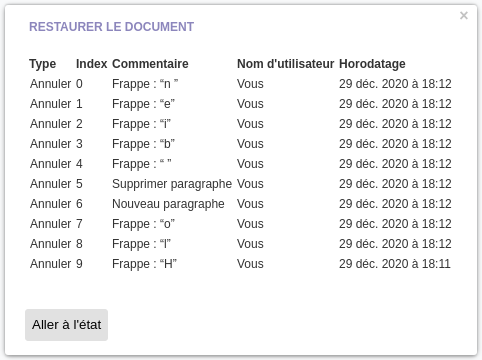 ×
RESTAURER LE DOCUMENT
Type Index Commentaire Nom d'utilisateur Horodatage
Annuler 0 Frappe : “n ” Vous 29 déc. 2020 à 18:12
Annuler 1 Frappe : “e” Vous 29 déc. 2020 à 18:12
Annuler 2 Frappe : “i” Vous 29 déc. 2020 à 18:12
Annuler 3 Frappe : “b” Vous 29 déc. 2020 à 18:12
Annuler 4 Frappe : “ ” Vous 29 déc. 2020 à 18:12
Annuler 5 Supprimer paragraphe Vous 29 déc. 2020 à 18:12
Annuler 6 Nouveau paragraphe Vous 29 déc. 2020 à 18:12
Annuler 7 Frappe : “o” Vous 29 déc. 2020 à 18:12
Annuler 8 Frappe : “l” Vous 29 déc. 2020 à 18:12
Annuler 9 Frappe : “H” Vous 29 déc. 2020 à 18:11
Aller à l'état